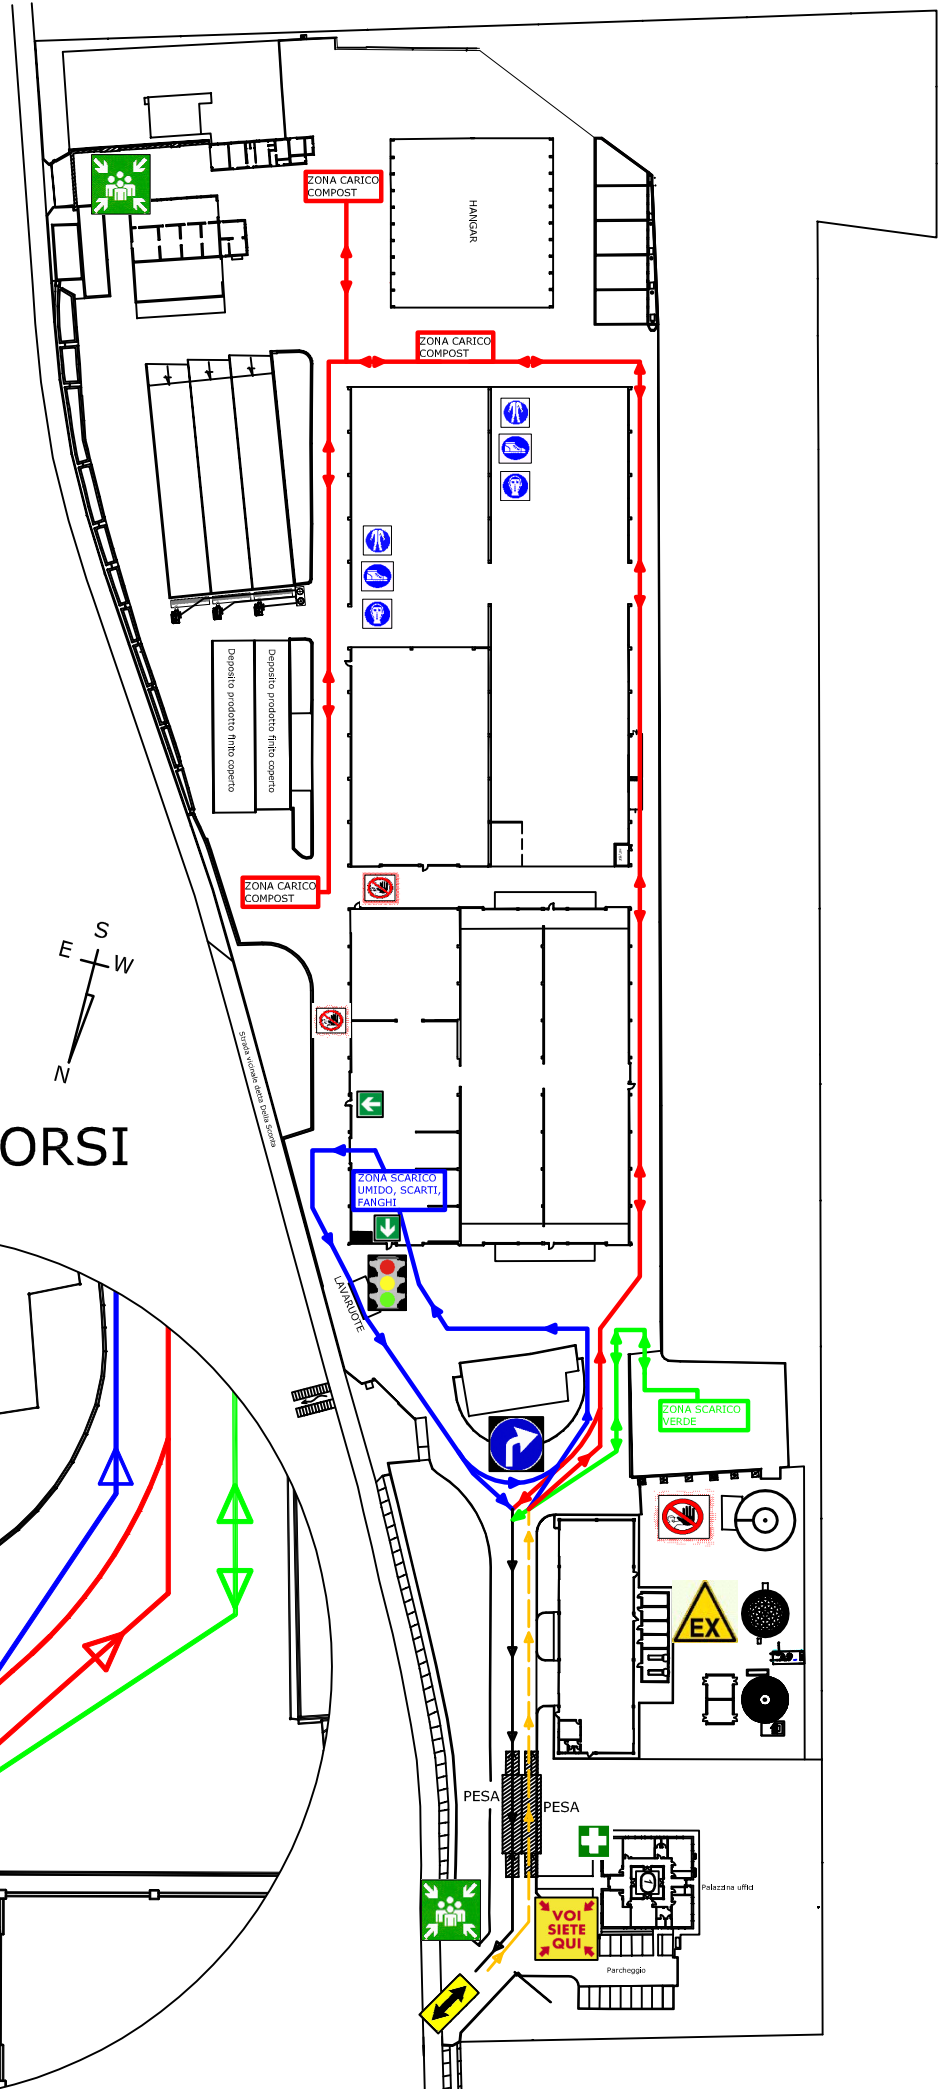 ZONA CARICO
COMPOST
HANGAR
ZONA CARICO
COMPOST
Deposito prodotto finito coperto
Deposito prodotto finito coperto
ZONA CARICO
COMPOST
S
E
W
N
Strada vicinale detta Della Scorta
ORSI
ZONA SCARICO
UMIDO, SCARTI,
FANGHI
LAVARUOTE
ZONA SCARICO
VERDE
EX
PESA
PESA
Palazzina uffici
VOI
SIETE
QUI
Parcheggio